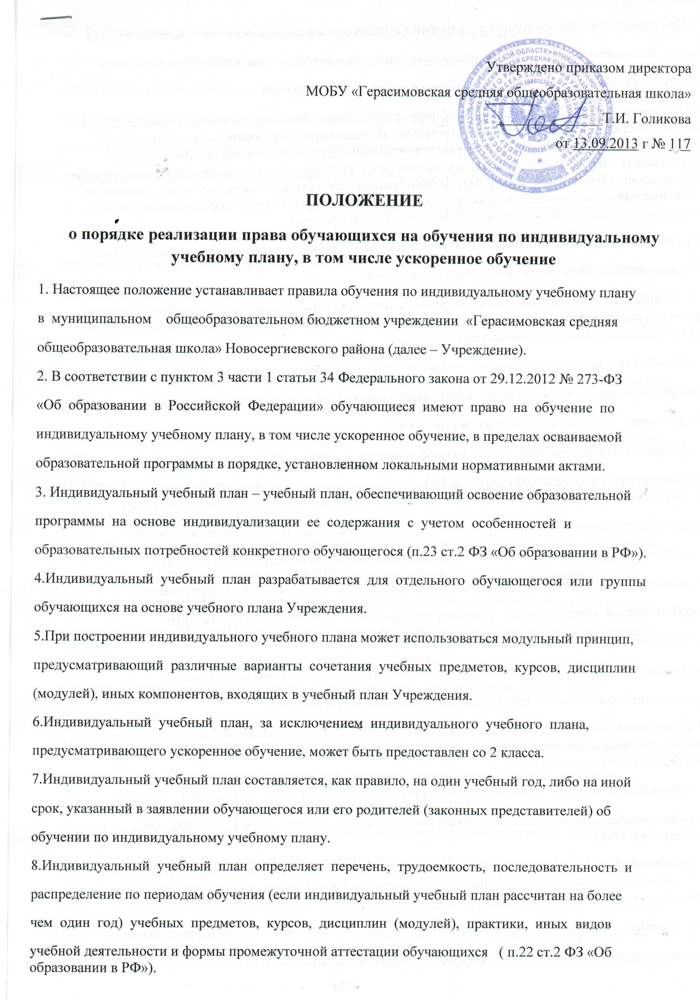 Утверждено приказом директора
МОБУ «Герасимовская средняя общеобразовательная школа»
Т.И. Голикова
от 13.09.2013 г № 117
ПОЛОЖЕНИЕ
о порядке реализации права обучающихся на обучения по индивидуальному
учебному плану, в том числе ускоренное обучение
1. Настоящее положение устанавливает правила обучения по индивидуальному учебному плану
в муниципальном общеобразовательном бюджетном учреждении «Герасимовская средняя
общеобразовательная школа» Новосергиевского района (далее – Учреждение).
2. В соответствии с пунктом 3 части 1 статьи 34 Федерального закона от 29.12.2012 № 273-ФЗ
«Об образовании в Российской Федерации» обучающиеся имеют право на обучение по
индивидуальному учебному плану, в том числе ускоренное обучение, в пределах осваиваемой
образовательной программы в порядке, установленном локальными нормативными актами.
3. Индивидуальный учебный план – учебный план, обеспечивающий освоение образовательной
программы на основе индивидуализации ее содержания с учетом особенностей и
образовательных потребностей конкретного обучающегося (п.23 ст.2 ФЗ «Об образовании в РФ»).
4.Индивидуальный учебный план разрабатывается для отдельного обучающегося или группы
обучающихся на основе учебного плана Учреждения.
5.При построении индивидуального учебного плана может использоваться модульный принцип,
предусматривающий различные варианты сочетания учебных предметов, курсов, дисциплин
(модулей), иных компонентов, входящих в учебный план Учреждения.
6.Индивидуальный учебный план, за исключением индивидуального учебного плана,
предусматривающего ускоренное обучение, может быть предоставлен со 2 класса.
7.Индивидуальный учебный план составляется, как правило, на один учебный год, либо на иной
срок, указанный в заявлении обучающегося или его родителей (законных представителей) об
обучении по индивидуальному учебному плану.
8.Индивидуальный учебный план определяет перечень, трудоемкость, последовательность и
распределение по периодам обучения (если индивидуальный учебный план рассчитан на более
чем один год) учебных предметов, курсов, дисциплин (модулей), практики, иных видов
учебной деятельности и формы промежуточной аттестации обучающихся ( п.22 ст.2 ФЗ «Об
образовании в РФ»).